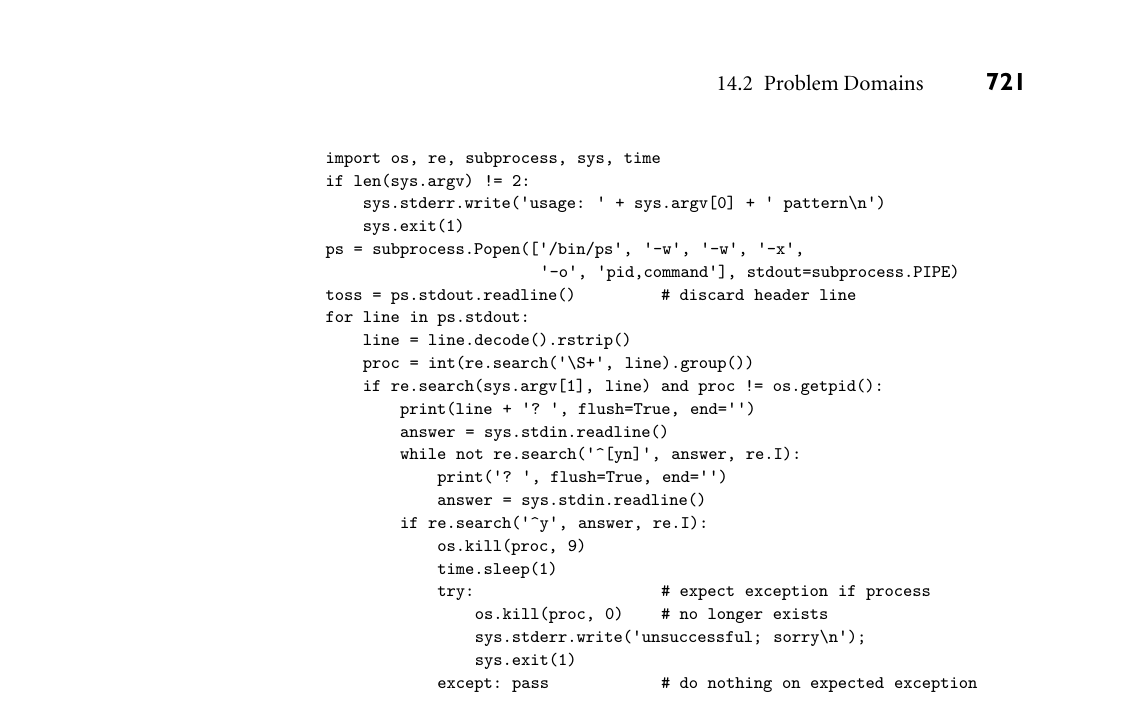 14.2 Problem Domains 721
import os, re, subprocess, sys, time
if len(sys.argv) != 2:
    sys.stderr.write('usage: ' + sys.argv[0] + ' pattern\n')
    sys.exit(1)
ps = subprocess.Popen(['/bin/ps', '-w', '-w', '-x',
                       '-o', 'pid,command'], stdout=subprocess.PIPE)
toss = ps.stdout.readline()         # discard header line
for line in ps.stdout:
    line = line.decode().rstrip()
    proc = int(re.search('\S+', line).group())
    if re.search(sys.argv[1], line) and proc != os.getpid():
        print(line + '? ', flush=True, end='')
        answer = sys.stdin.readline()
        while not re.search('^[yn]', answer, re.I):
            print('? ', flush=True, end='')
            answer = sys.stdin.readline()
        if re.search('^y', answer, re.I):
            os.kill(proc, 9)
            time.sleep(1)
            try:                    # expect exception if process
                os.kill(proc, 0)    # no longer exists
                sys.stderr.write('unsuccessful; sorry\n');
                sys.exit(1)
            except: pass            # do nothing on expected exception